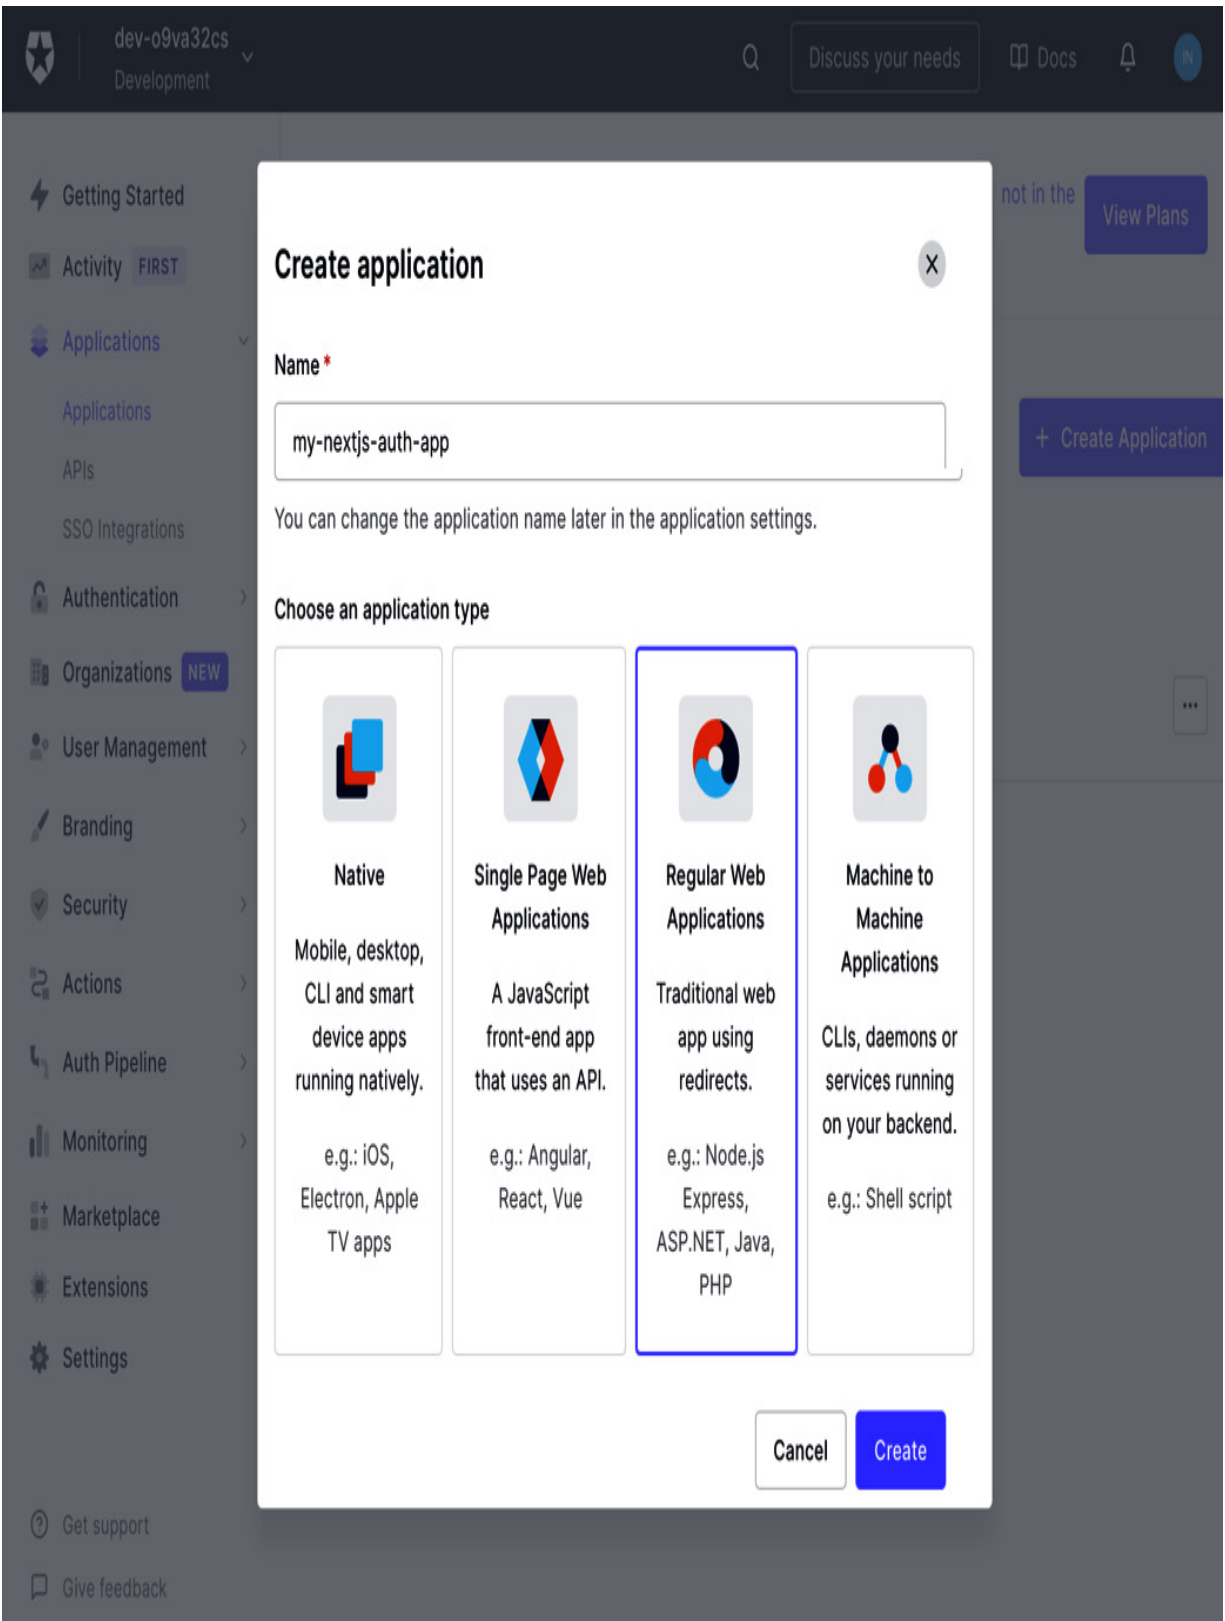 dev-o9va32cs
Development
Discuss your needs
Docs
IN
Getting Started
Activity FIRST
Applications
Applications
APIs
SSO Integrations
Authentication
Organizations NEW
User Management
Branding
Security
Actions
Auth Pipeline
Monitoring
Marketplace
Extensions
Settings
Get support
Give feedback
not in the
View Plans
+ Create Application
Create application
Name *
my-nextjs-auth-app
You can change the application name later in the application settings.
Choose an application type
Native
Mobile, desktop,
CLI and smart
device apps
running natively.
e.g.: iOS,
Electron, Apple
TV apps
Single Page Web
Applications
A JavaScript
front-end app
that uses an API.
e.g.: Angular,
React, Vue
Regular Web
Applications
Traditional web
app using
redirects.
e.g.: Node.js
Express,
ASP.NET, Java,
PHP
Machine to
Machine
Applications
CLIs, daemons or
services running
on your backend.
e.g.: Shell script
Cancel
Create